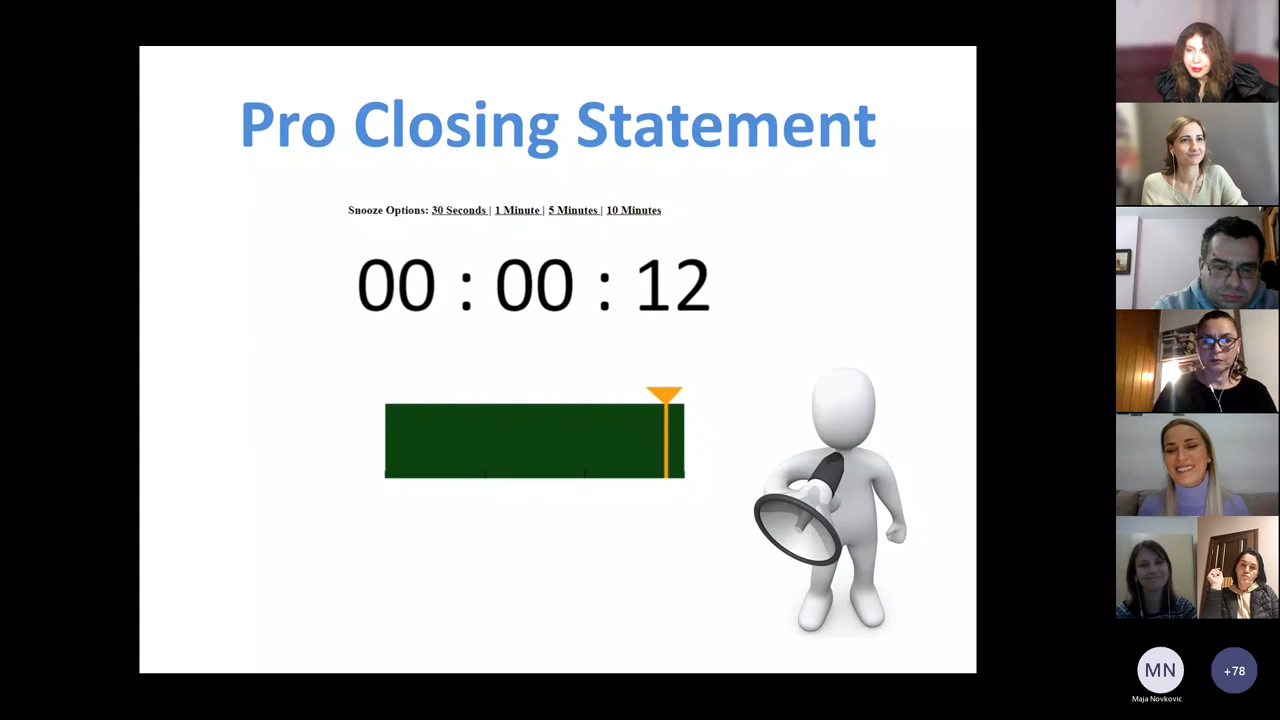 Pro Closing Statement
Snooze Options: 30 Seconds | 1 Minute | 5 Minutes | 10 Minutes
00 : 00 : 12
MN
+78
Maja Novkovic